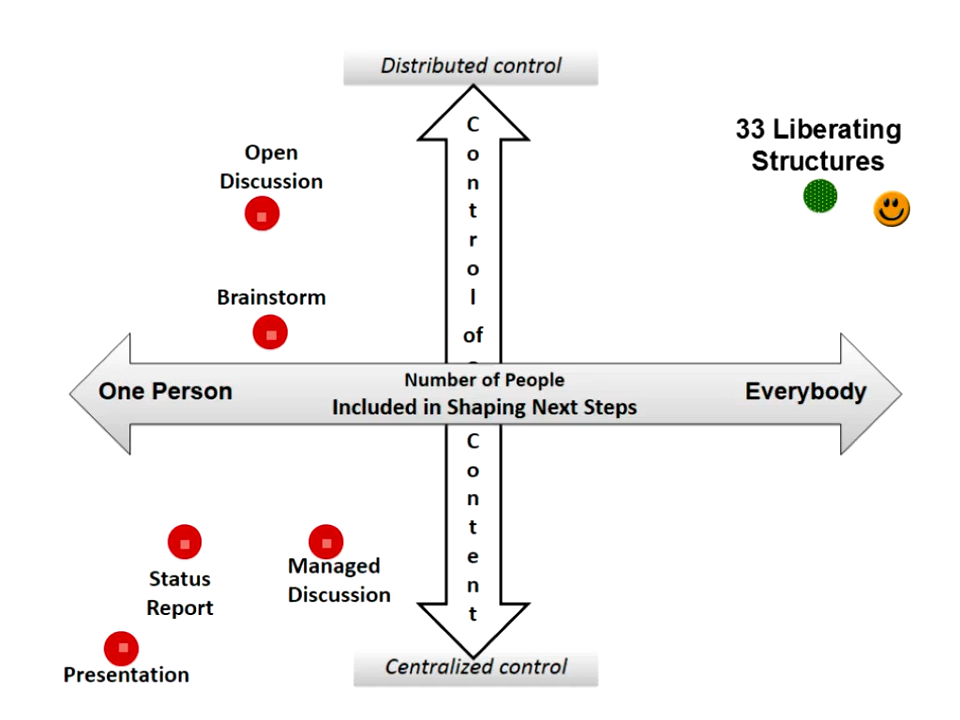 Distributed control
33 Liberating
Structures
Open
Discussion
Brainstorm
Control of
One Person
Number of People
Included in Shaping Next Steps
Everybody
Content
Managed
Discussion
Status
Report
Presentation
Centralized control